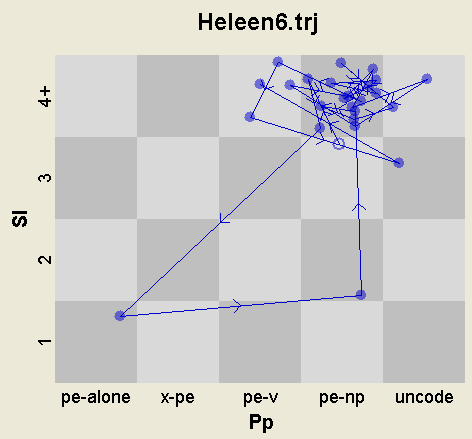 Heleen6.trj
4+
3
2
1
Sl
pe-alone x-pe pe-v pe-np uncode
Pp